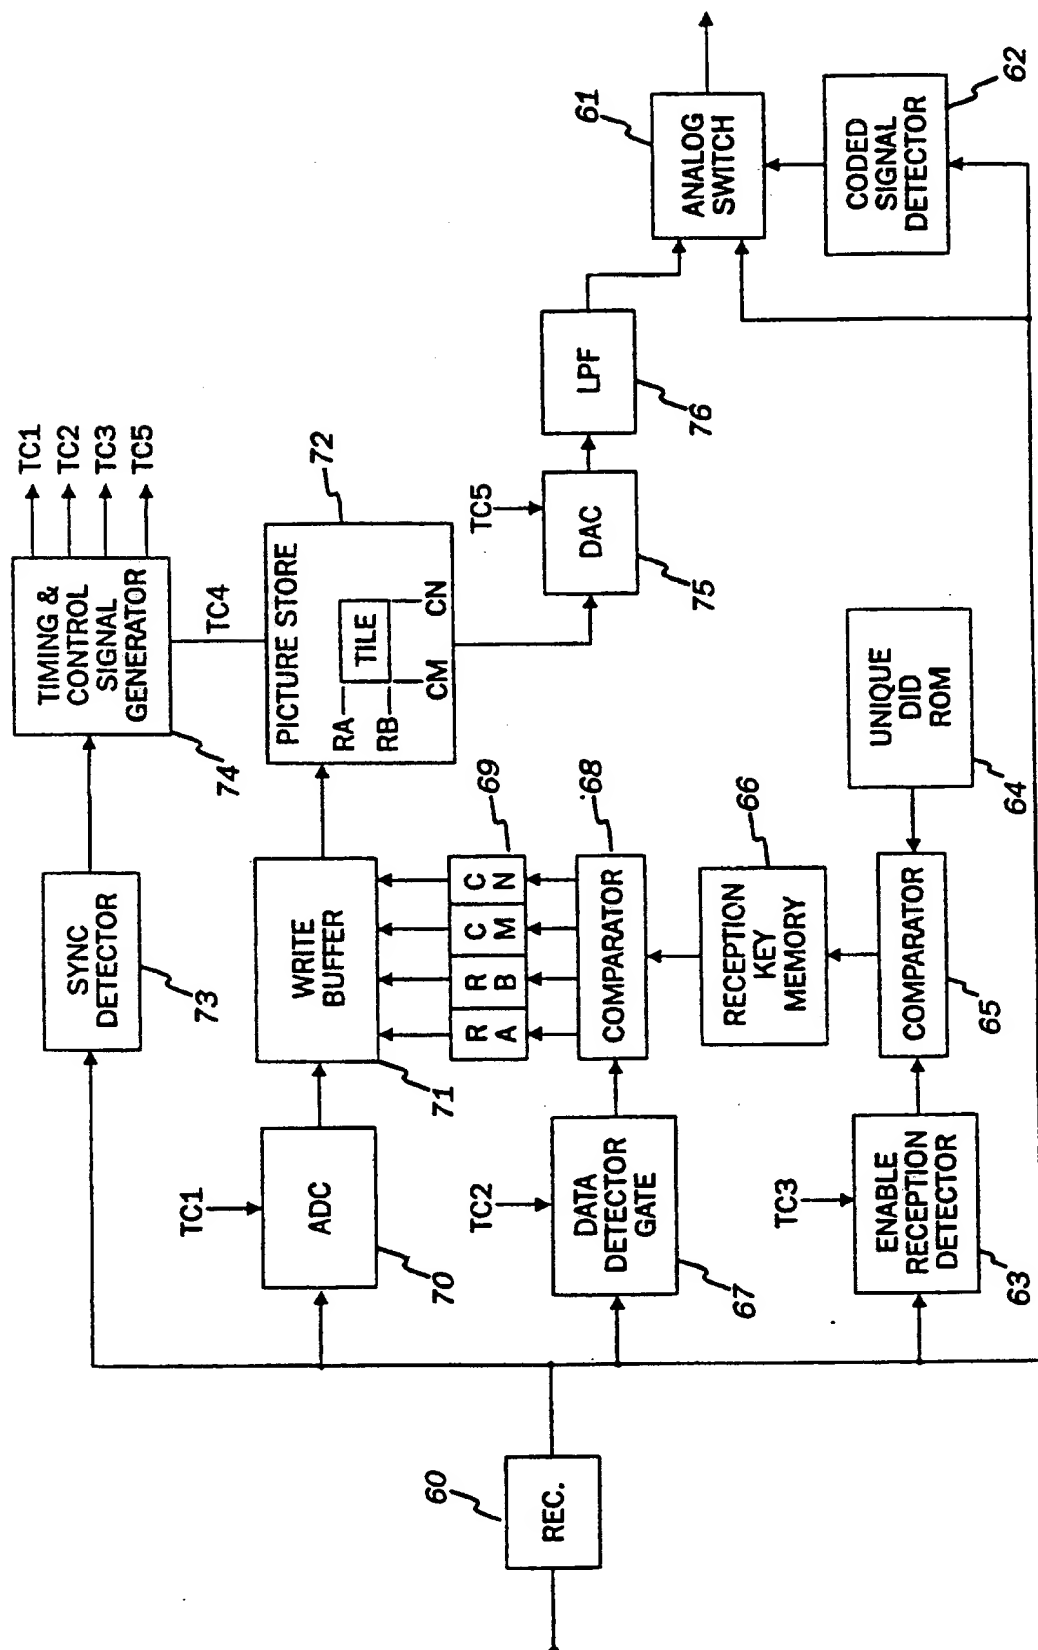 60
REC.
SYNC
DETECTOR
73
TIMING &
CONTROL
SIGNAL
GENERATOR
74
TC1
TC2
TC3
TC5
TC4
TC1
ADC
70
WRITE
BUFFER
71
PICTURE STORE
RA
RB
TILE
CM
CN
72
R
A
R
B
C
M
C
N
69
TC2
DATA
DETECTOR
GATE
67
COMPARATOR
68
RECEPTION
KEY
MEMORY
66
TC3
ENABLE
RECEPTION
DETECTOR
63
COMPARATOR
65
UNIQUE
DID
ROM
64
TC5
DAC
75
LPF
76
61
ANALOG
SWITCH
CODED
SIGNAL
DETECTOR
62